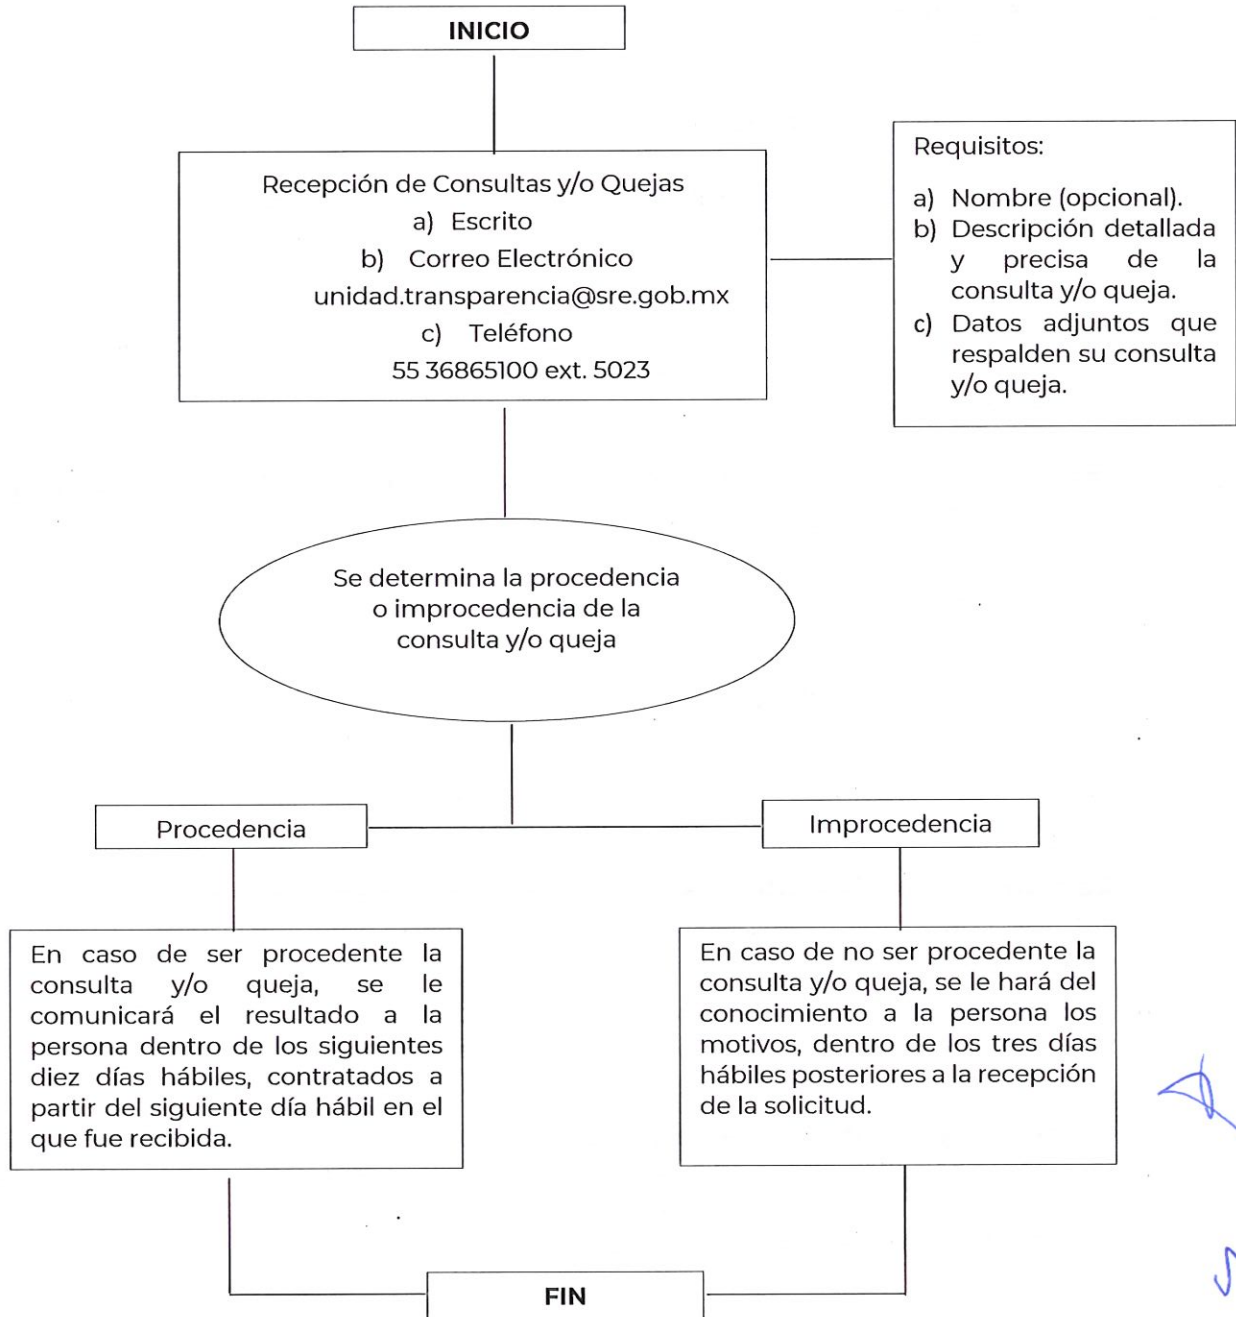 INICIO
Recepción de Consultas y/o Quejas
a) Escrito
b) Correo Electrónico
unidad.transparencia@sre.gob.mx
c) Teléfono
55 36865100 ext. 5023
Requisitos:
a) Nombre (opcional).
b) Descripción detallada
y precisa de la
consulta y/o queja.
c) Datos adjuntos que
respalden su consulta
y/o queja.
Se determina la procedencia
o improcedencia de la
consulta y/o queja
Procedencia
Improcedencia
En caso de ser procedente la
consulta y/o queja, se le
comunicará el resultado a la
persona dentro de los siguientes
diez días hábiles, contratados a
partir del siguiente día hábil en el
que fue recibida.
En caso de no ser procedente la
consulta y/o queja, se le hará del
conocimiento a la persona los
motivos, dentro de los tres días
hábiles posteriores a la recepción
de la solicitud.
FIN